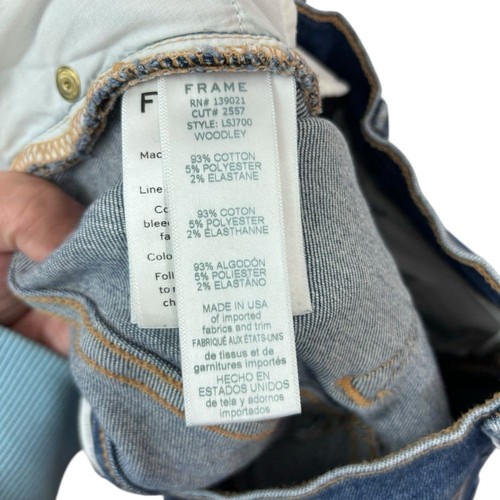 FRAME
RN# 139021
CUT# 2557
STYLE: LSJ700
WOODLEY
93% COTTON
5% POLYESTER
2% ELASTANE
93% COTON
5% POLYESTER
2% ÉLASTHANNE
93% ALGODÓN
5% POLIESTER
2% ELASTANO
MADE IN USA
of imported
fabrics and trim
FABRIQUÉ AUX ÉTATS-UNIS
de tissus et de
garnitures importés
HECHO EN
ESTADOS UNIDOS
de tela y adornos
importados
F
Mac
Line
Co
blee
fa
Colo
Follo
to r
ch